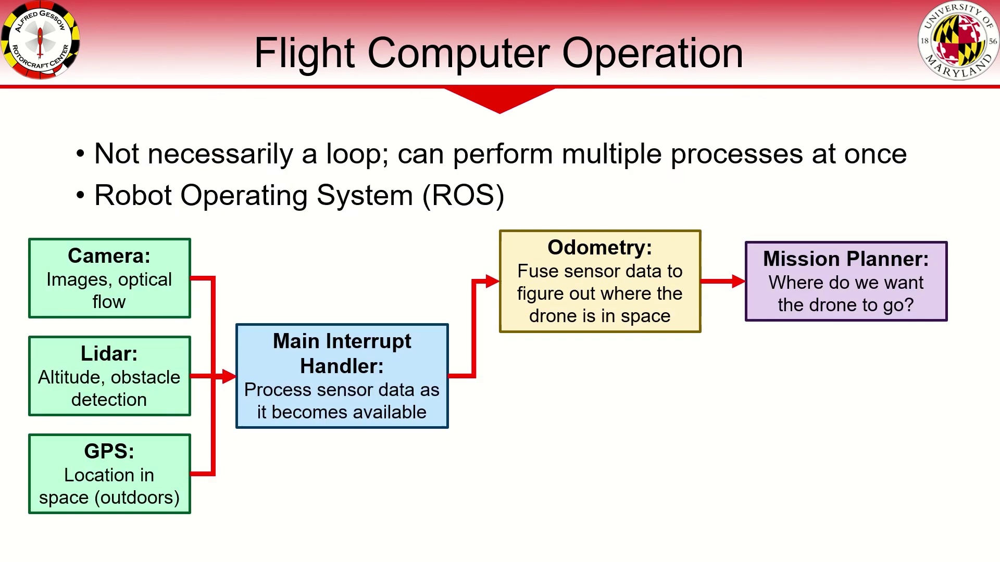 ALFRED GESSOW
ROTORCRAFT CENTER
Flight Computer Operation
UNIVERSITY OF
18 56
MARYLAND
• Not necessarily a loop; can perform multiple processes at once
• Robot Operating System (ROS)
Camera:
Images, optical
flow
Lidar:
Altitude, obstacle
detection
GPS:
Location in
space (outdoors)
Main Interrupt
Handler:
Process sensor data as
it becomes available
Odometry:
Fuse sensor data to
figure out where the
drone is in space
Mission Planner:
Where do we want
the drone to go?